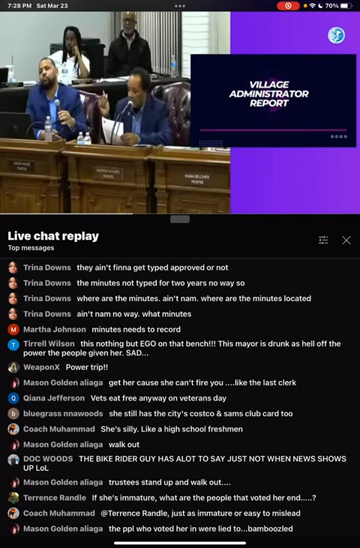 7:28 PM Sat Mar 23
70%
VILLAGE
ADMINISTRATOR
REPORT
TRUSTEE
TRUSTEE
TRUSTEE
Live chat replay
Top messages
Trina Downs they ain't finna get typed approved or not
Trina Downs the minutes not typed for two years no way so
Trina Downs where are the minutes. ain't nam. where are the minutes located
Trina Downs ain't nam no way. what minutes
M Martha Johnson minutes needs to record
T Tirrell Wilson this nothing but EGO on that bench!!! This mayor is drunk as hell off the
power the people given her. SAD...
WeaponX Power trip!!
Mason Golden aliaga get her cause she can't fire you ....like the last clerk
Q Qiana Jefferson Vets eat free anyway on veterans day
b bluegrass nnawoods she still has the city's costco & sams club card too
Coach Muhammad She's silly. Like a high school freshmen
Mason Golden aliaga walk out
DOC WOODS THE BIKE RIDER GUY HAS ALOT TO SAY JUST NOT WHEN NEWS SHOWS
UP LoL
Mason Golden aliaga trustees stand up and walk out....
Terrence Randle If she's immature, what are the people that voted her end.....?
Coach Muhammad @Terrence Randle, just as immature or easy to mislead
Mason Golden aliaga the ppl who voted her in were lied to...bamboozled